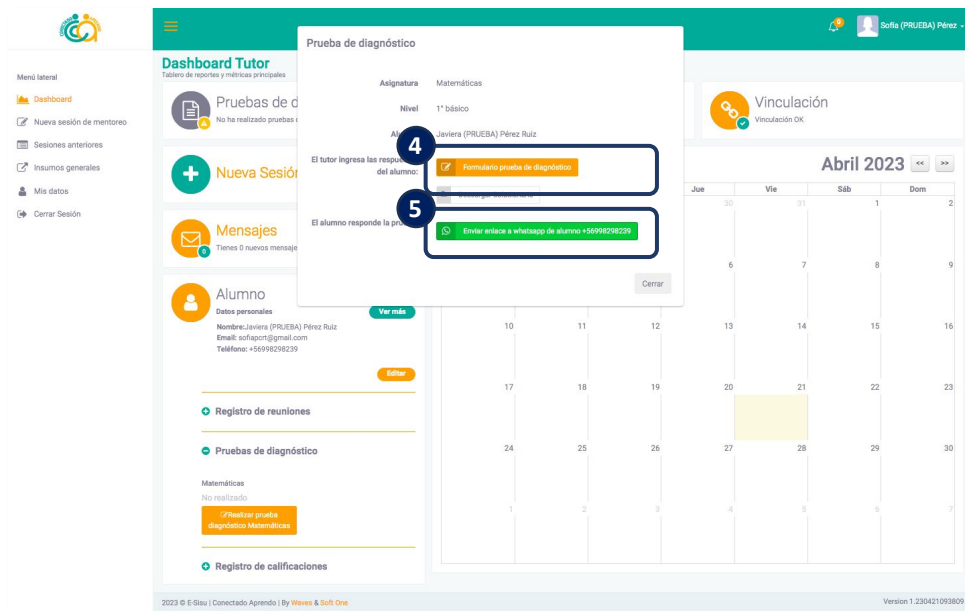 Sofía (PRUEBA) Pérez
Menú lateral
Dashboard
Nueva sesión de mentoreo
Sesiones anteriores
Insumos generales
Mis datos
Cerrar Sesión
Dashboard Tutor
Tablero de reportes y métricas principales
Pruebas de d
No ha realizado pruebas
Vinculación
Vinculación OK
Nueva Sesión
Mensajes
0
Tienes 0 nuevos mensaje
Prueba de diagnóstico
Asignatura Matemáticas
Nivel 1° básico
Javiera (PRUEBA) Pérez Ruiz
4
El tutor ingresa las respue
del alumno:
Formulario prueba de diagnóstico
5
El alumno responde la pru
Enviar enlace a whatsapp de alumno +56998298239
Cerrar
Alumno
Datos personales
Ver más
Nombre:Javiera (PRUEBA) Pérez Ruiz
Email: sofiapcrt@gmail.com
Teléfono: +56998298239
Editar
Registro de reuniones
Pruebas de diagnóstico
Matemáticas
No realizado
Realizar prueba
diagnóstico Matemáticas
Registro de calificaciones
Abril 2023 << >>
Jue Vie Sáb Dom
30 31 1 2
6 7 8 9
10 11 12 13 14 15 16
17 18 19 20 21 22 23
24 25 26 27 28 29 30
1 2 3 4 5 6 7
2023 © E-Sisu | Conectado Aprendo | By Waves & Soft One
Version 1.230421093809